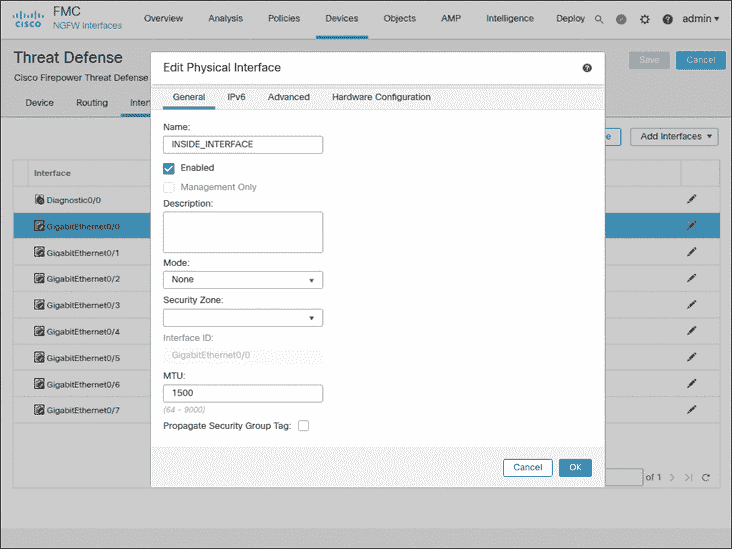 CISCO
FMC
NGFW Interfaces
Overview Analysis Policies Devices Objects AMP Intelligence Deploy admin
Threat Defense
Save Cancel
Cisco Firepower Threat Defense
Device Routing Inter
Add Interfaces
Interface
Diagnostic0/0
GigabitEthernet0/0
GigabitEthernet0/1
GigabitEthernet0/2
GigabitEthernet0/3
GigabitEthernet0/4
GigabitEthernet0/5
GigabitEthernet0/6
GigabitEthernet0/7
Edit Physical Interface
General IPv6 Advanced Hardware Configuration
Name:
INSIDE_INTERFACE
Enabled
Management Only
Description:
Mode:
None
Security Zone:
Interface ID:
GigabitEthernet0/0
MTU:
1500
(64 - 9000)
Propagate Security Group Tag:
Cancel OK
of 1